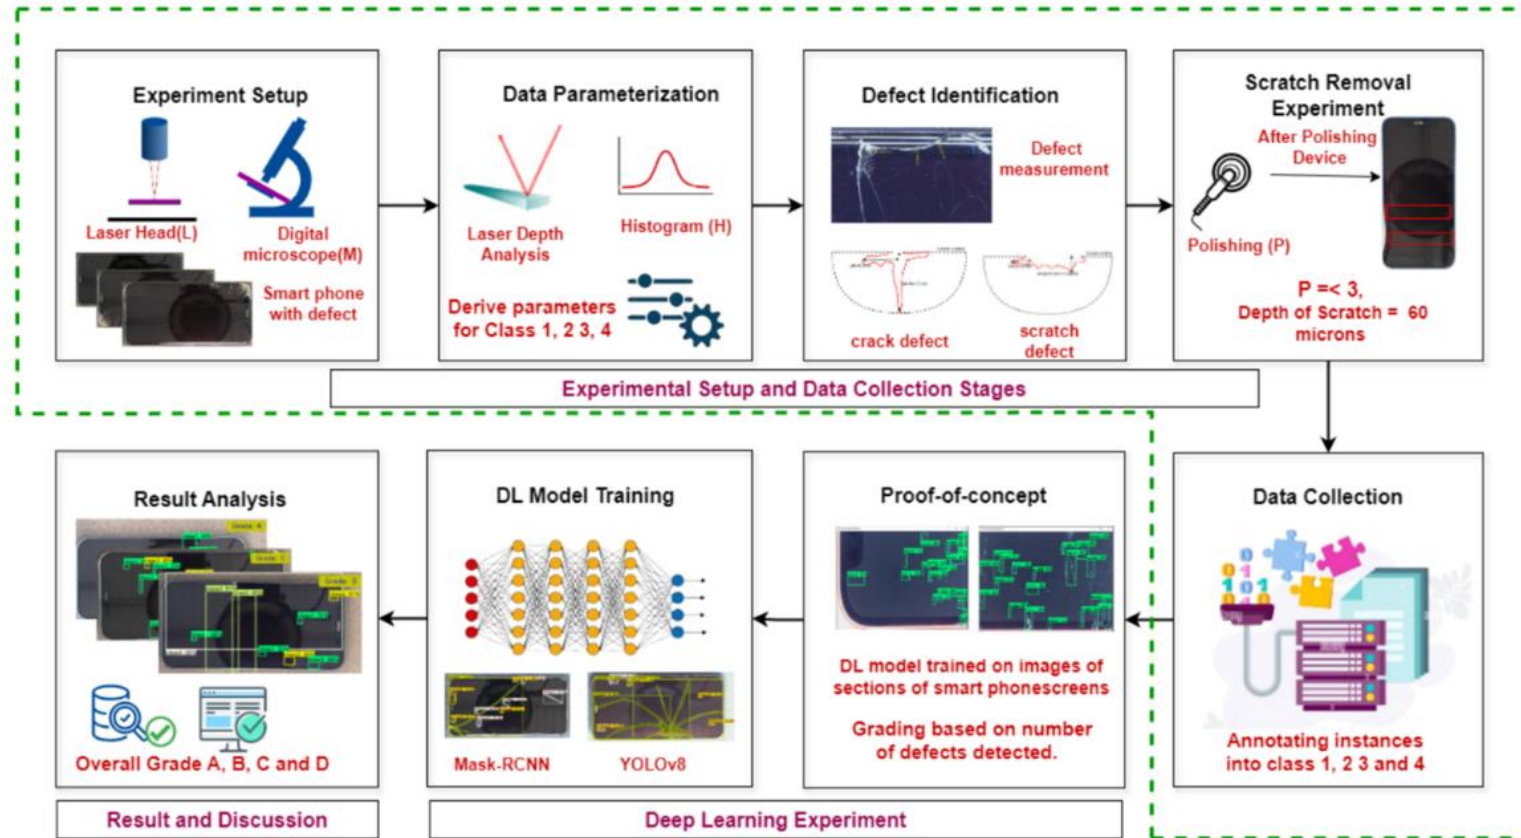 Experiment Setup
Laser Head(L)
Digital
microscope(M)
Smart phone
with defect
Data Parameterization
Laser Depth
Analysis
Histogram (H)
Derive parameters
for Class 1, 2 3, 4
Defect Identification
Defect
measurement
crack defect
scratch
defect
Scratch Removal
Experiment
After Polishing
Device
Polishing (P)
P =< 3,
Depth of Scratch = 60
microns
Experimental Setup and Data Collection Stages
Result Analysis
Grade: A
Overall Grade A, B, C and D
DL Model Training
Mask-RCNN
YOLOv8
Proof-of-concept
DL model trained on images of
sections of smart phonescreens
Grading based on number
of defects detected.
Data Collection
Annotating instances
into class 1, 2 3 and 4
Result and Discussion
Deep Learning Experiment